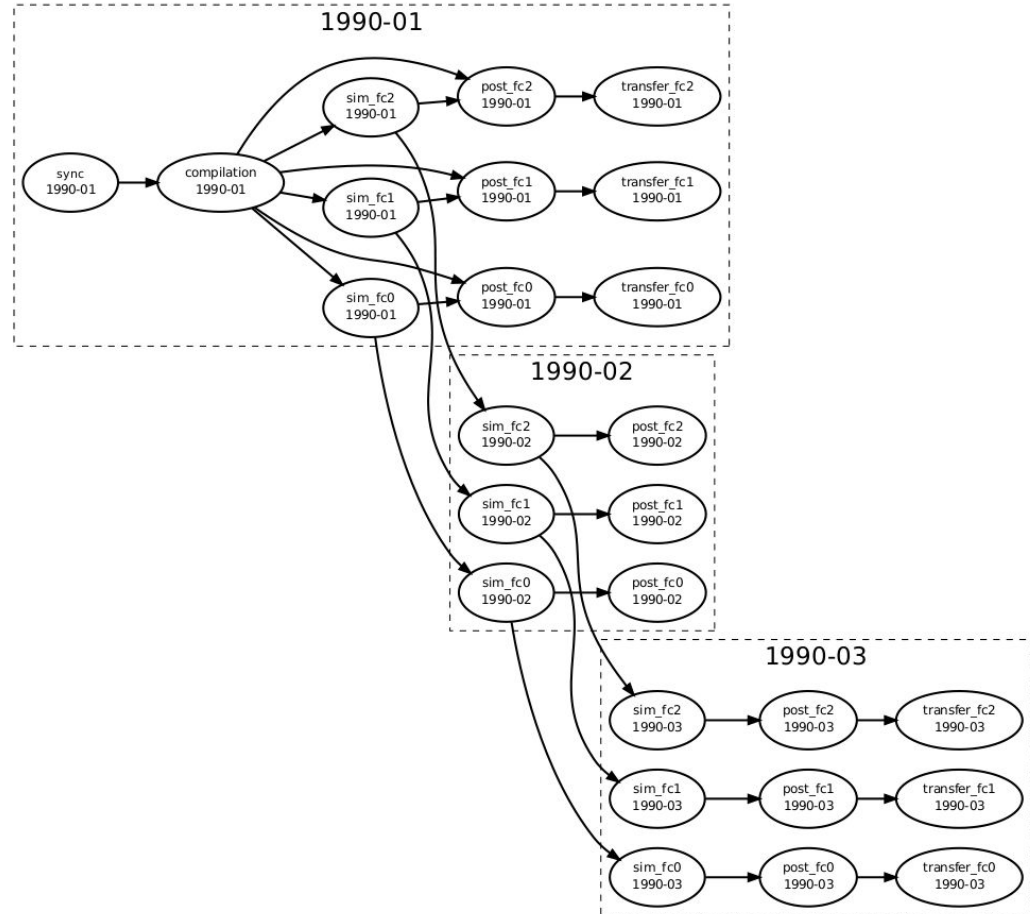 1990-01
post_fc2
1990-01
transfer_fc2
1990-01
sim_fc2
1990-01
sync
1990-01
compilation
1990-01
post_fc1
1990-01
transfer_fc1
1990-01
sim_fc1
1990-01
post_fc0
1990-01
transfer_fc0
1990-01
sim_fc0
1990-01
1990-02
sim_fc2
1990-02
post_fc2
1990-02
sim_fc1
1990-02
post_fc1
1990-02
sim_fc0
1990-02
post_fc0
1990-02
1990-03
sim_fc2
1990-03
post_fc2
1990-03
transfer_fc2
1990-03
sim_fc1
1990-03
post_fc1
1990-03
transfer_fc1
1990-03
sim_fc0
1990-03
post_fc0
1990-03
transfer_fc0
1990-03